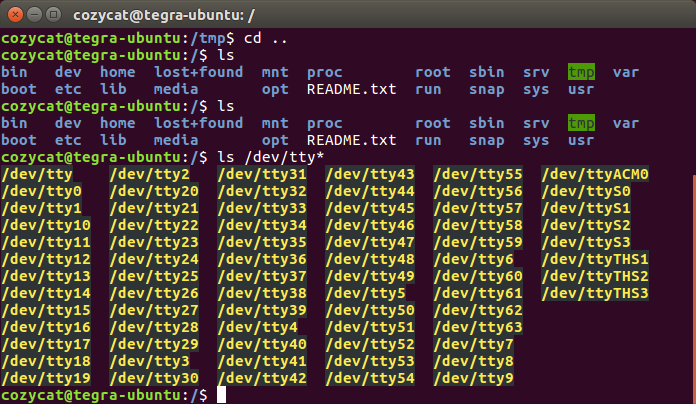 cozycat@tegra-ubuntu: /
cozycat@tegra-ubuntu:/tmp$ cd ..
cozycat@tegra-ubuntu:/$ ls
bin dev home lost+found mnt proc root sbin srv tmp var
boot etc lib media opt README.txt run snap sys usr
cozycat@tegra-ubuntu:/$ ls
bin dev home lost+found mnt proc root sbin srv tmp var
boot etc lib media opt README.txt run snap sys usr
cozycat@tegra-ubuntu:/$ ls /dev/tty*
/dev/tty /dev/tty2 /dev/tty31 /dev/tty43 /dev/tty55 /dev/ttyACM0
/dev/tty0 /dev/tty20 /dev/tty32 /dev/tty44 /dev/tty56 /dev/ttyS0
/dev/tty1 /dev/tty21 /dev/tty33 /dev/tty45 /dev/tty57 /dev/ttyS1
/dev/tty10 /dev/tty22 /dev/tty34 /dev/tty46 /dev/tty58 /dev/ttyS2
/dev/tty11 /dev/tty23 /dev/tty35 /dev/tty47 /dev/tty59 /dev/ttyS3
/dev/tty12 /dev/tty24 /dev/tty36 /dev/tty48 /dev/tty6 /dev/ttyTHS1
/dev/tty13 /dev/tty25 /dev/tty37 /dev/tty49 /dev/tty60 /dev/ttyTHS2
/dev/tty14 /dev/tty26 /dev/tty38 /dev/tty5 /dev/tty61 /dev/ttyTHS3
/dev/tty15 /dev/tty27 /dev/tty39 /dev/tty50 /dev/tty62
/dev/tty16 /dev/tty28 /dev/tty4 /dev/tty51 /dev/tty63
/dev/tty17 /dev/tty29 /dev/tty40 /dev/tty52 /dev/tty7
/dev/tty18 /dev/tty3 /dev/tty41 /dev/tty53 /dev/tty8
/dev/tty19 /dev/tty30 /dev/tty42 /dev/tty54 /dev/tty9
cozycat@tegra-ubuntu:/$